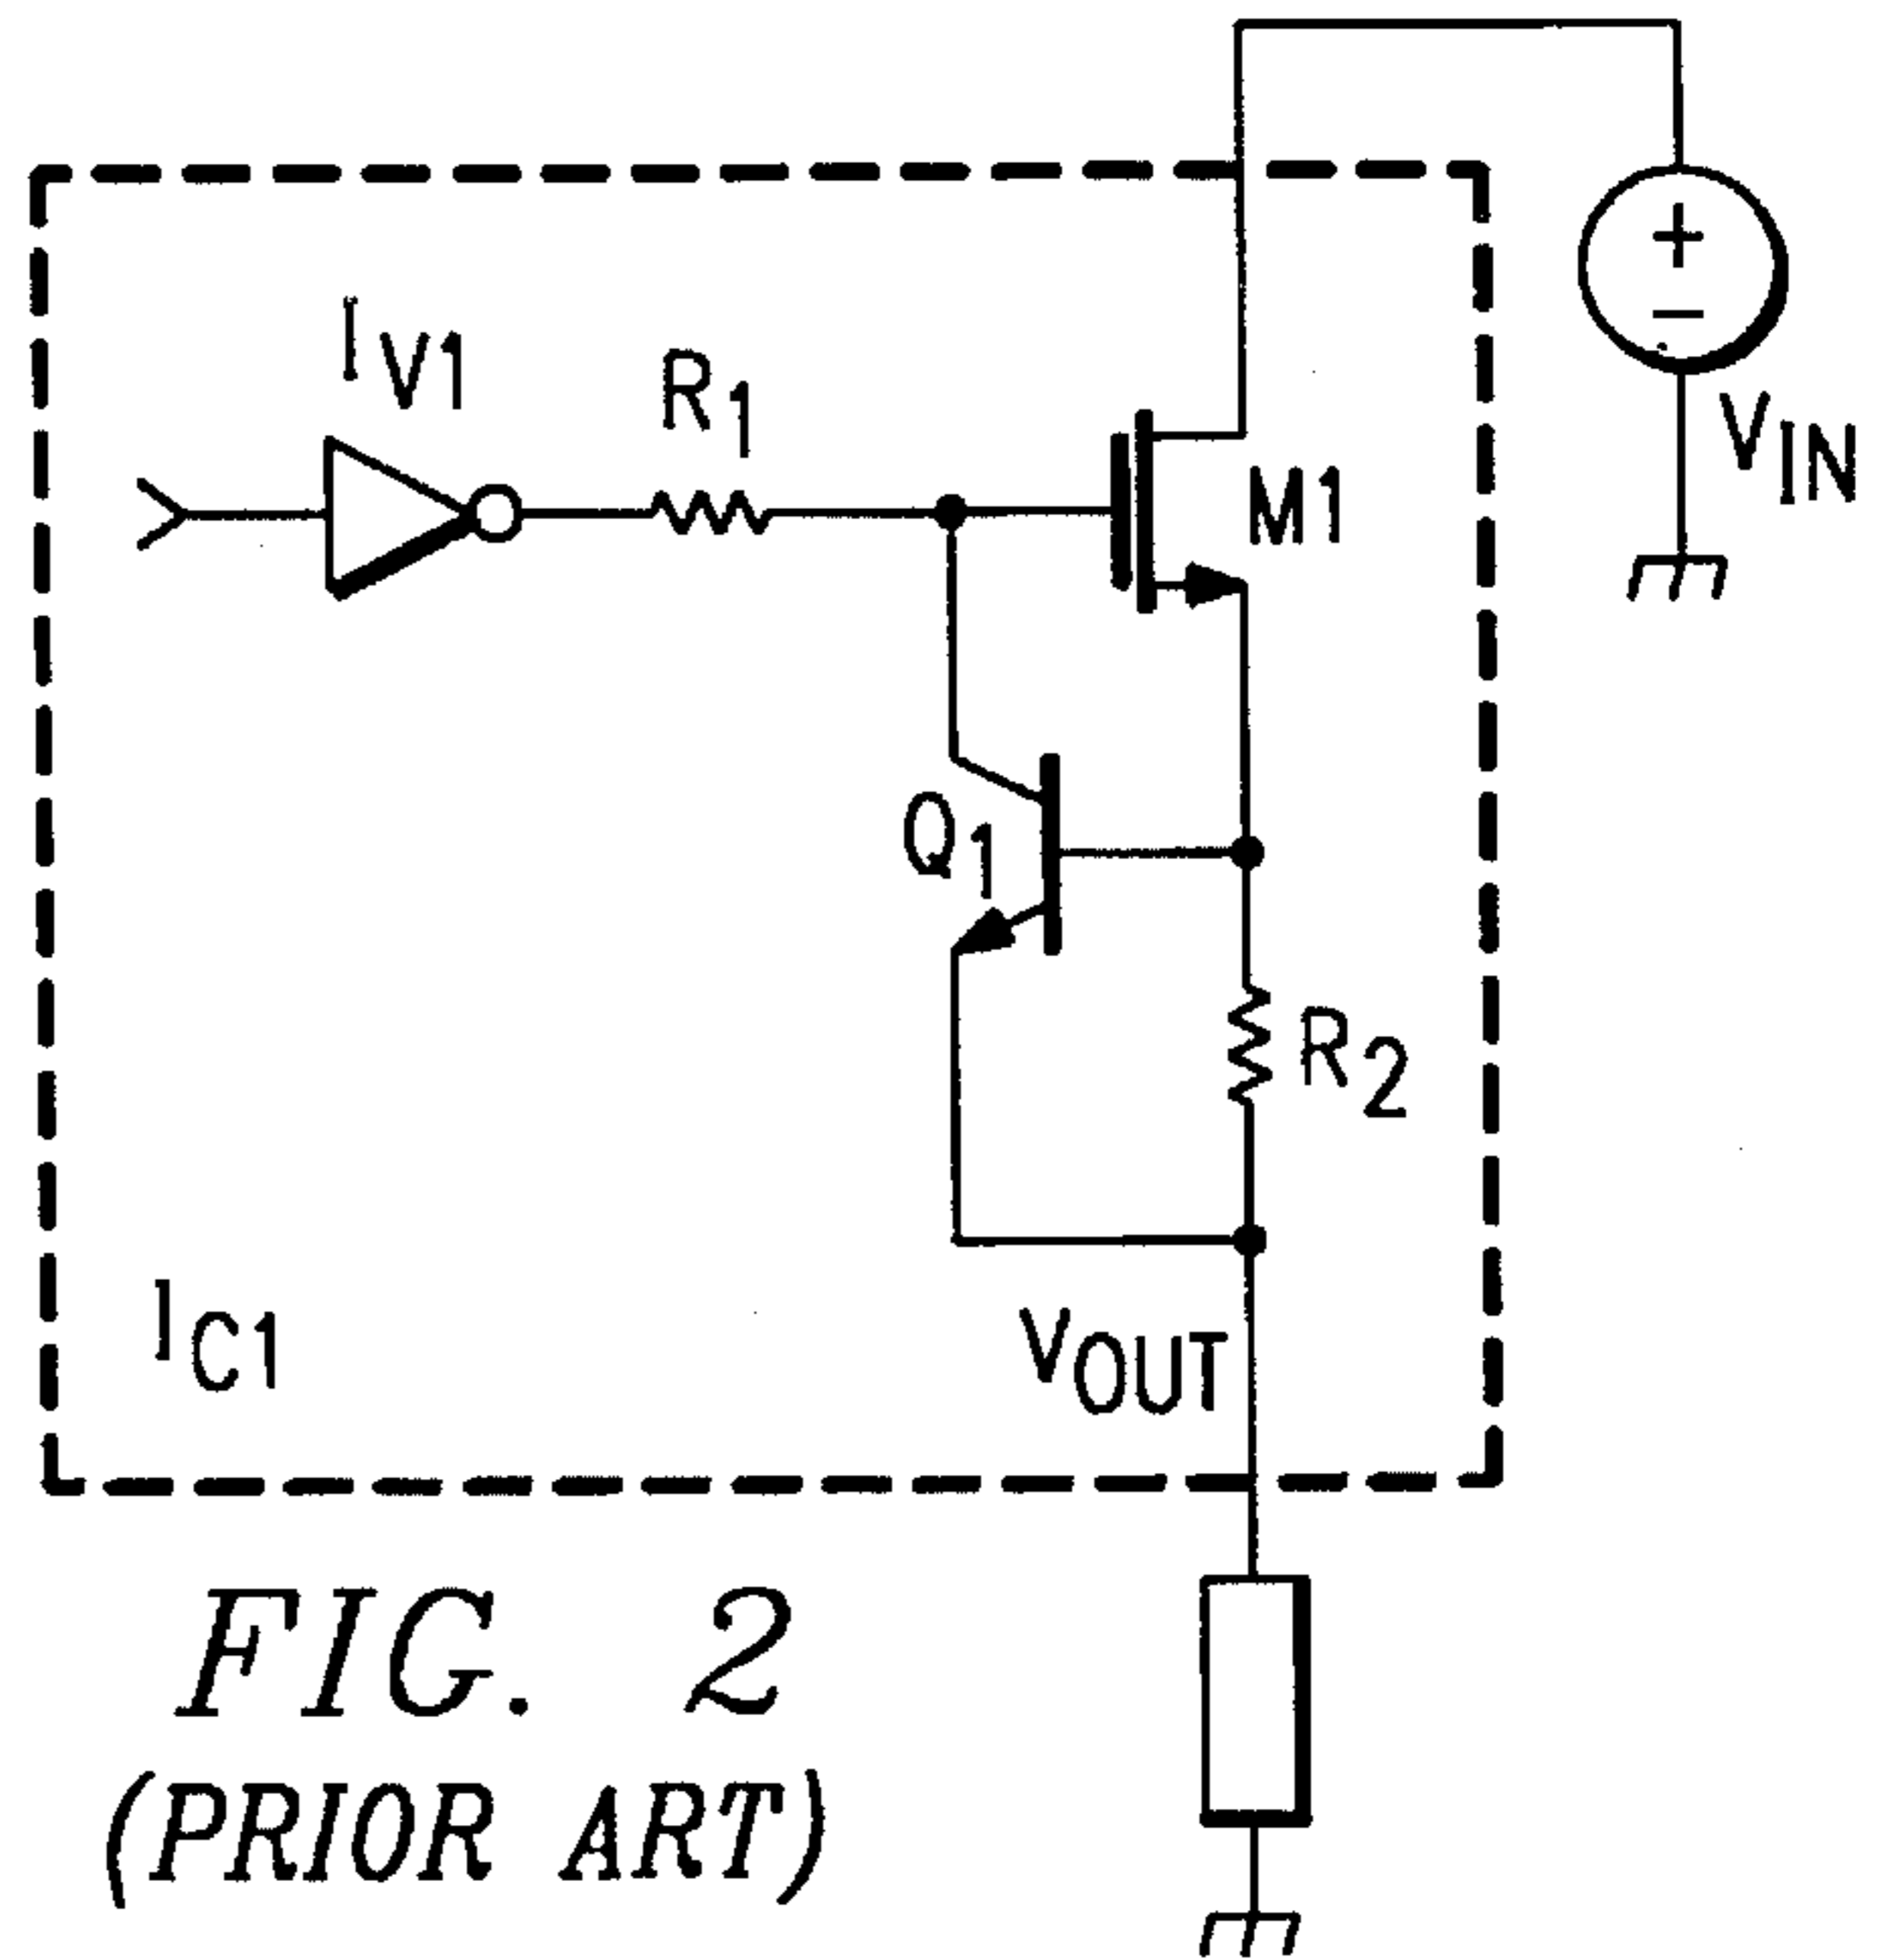 IV1
R1
+
−
VIN
M1
Q1
R2
IC1
VOUT
FIG. 2
(PRIOR ART)